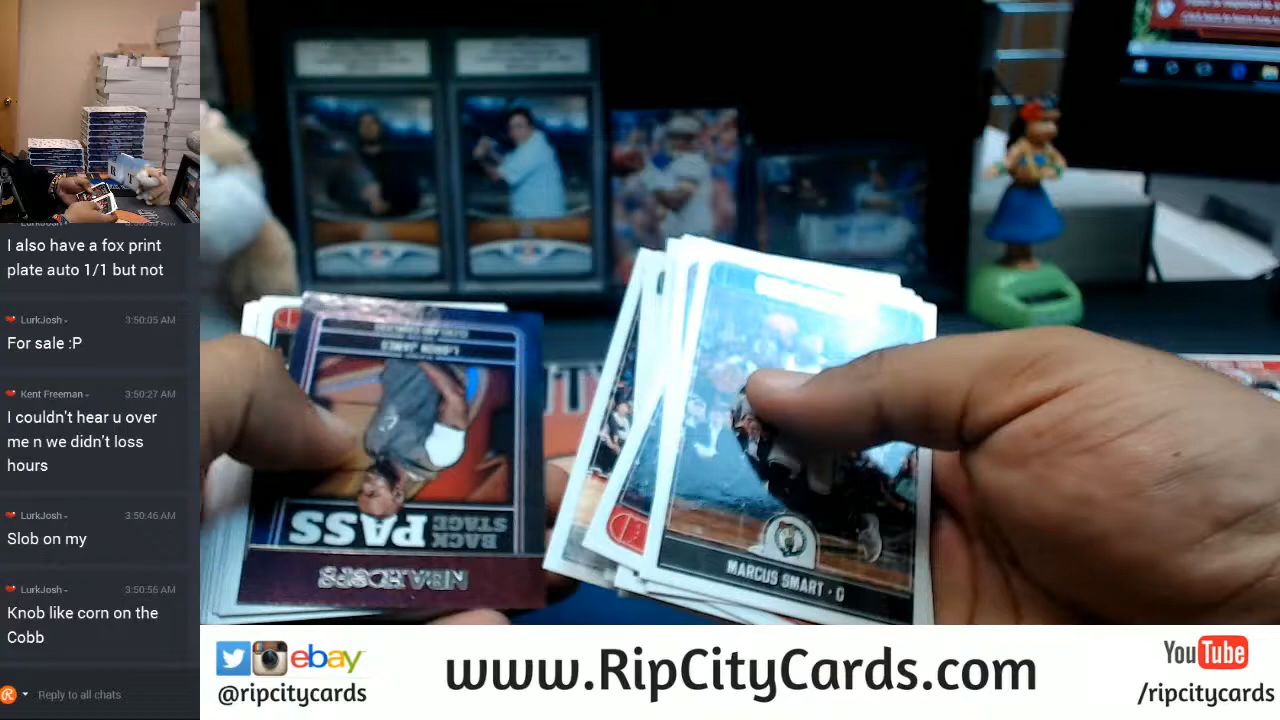 I also have a fox print
plate auto 1/1 but not
LurkJosh - 3:50:05 AM
For sale :P
Kent Freeman - 3:50:27 AM
I couldn't hear u over
me n we didn't loss
hours
LurkJosh - 3:50:46 AM
Slob on my
LurkJosh - 3:50:56 AM
Knob like corn on the
Cobb
Reply to all chats
LEBRON JAMES
BACK
STAGE
PASS
NBA HOOPS
MARCUS SMART • G
ebay
@ripcitycards
www.RipCityCards.com
YouTube
/ripcitycards